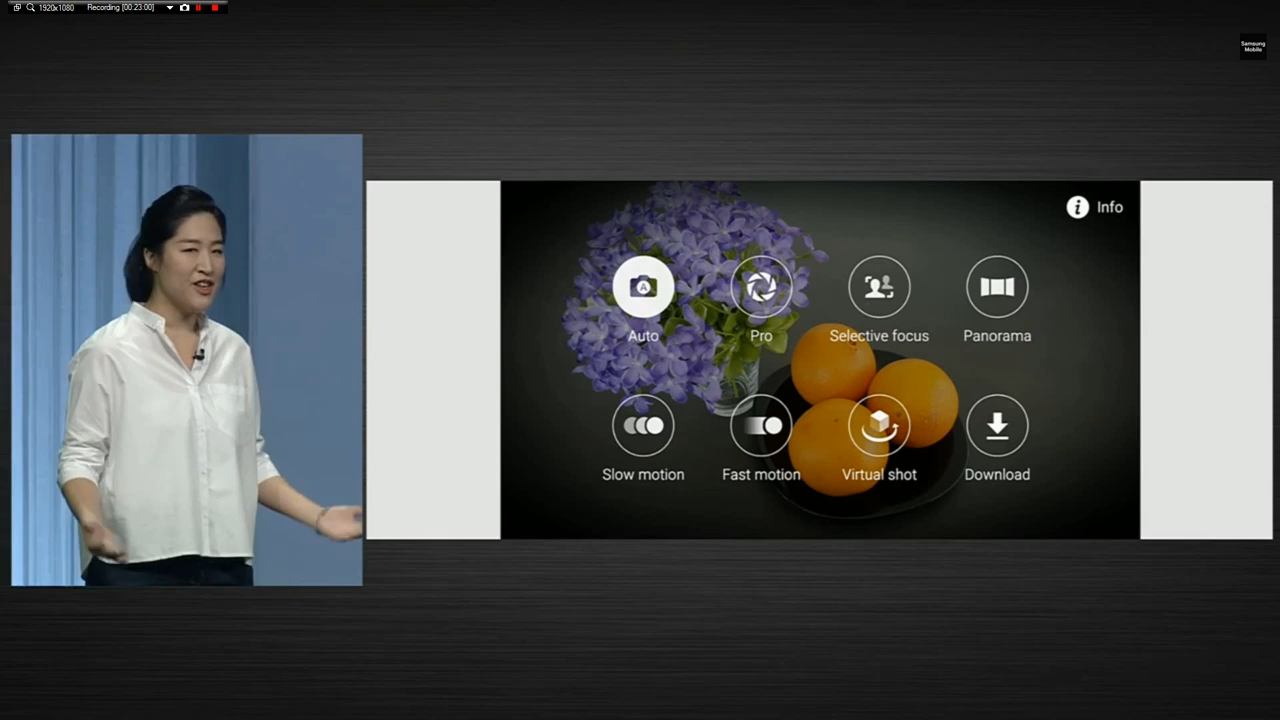 1920x1080 Recording [00:23:00]
Samsung
Mobile
Info
Auto Pro Selective focus Panorama
Slow motion Fast motion Virtual shot Download